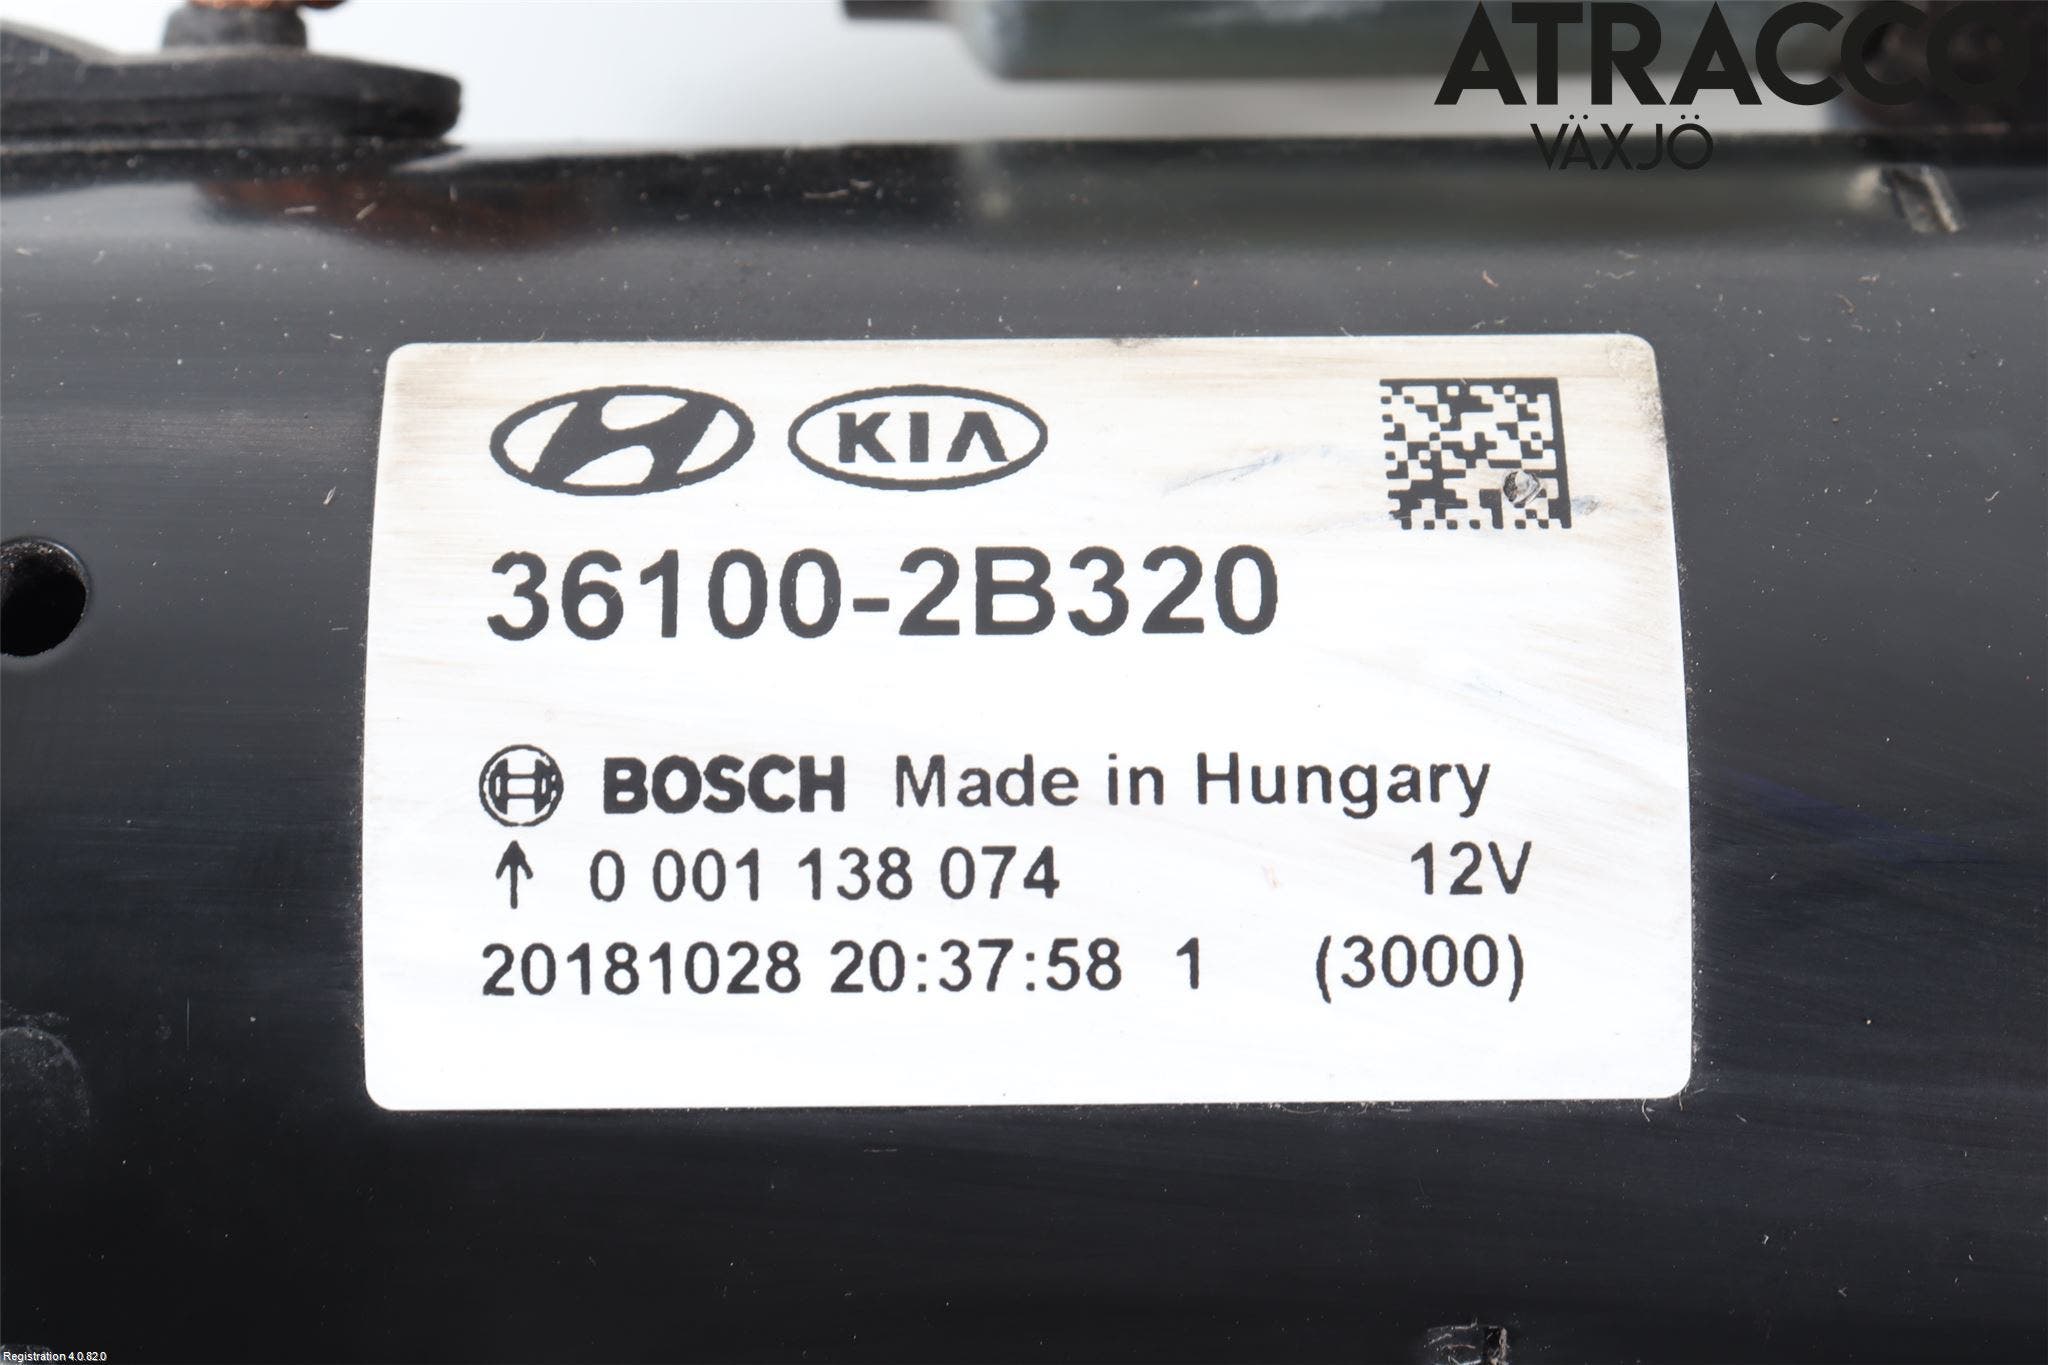 ATRACCO
VÄXJÖ
KIA
36100-2B320
BOSCH Made in Hungary
↑ 0 001 138 074 12V
20181028 20:37:58 1 (3000)
Registration 4.0.82.0